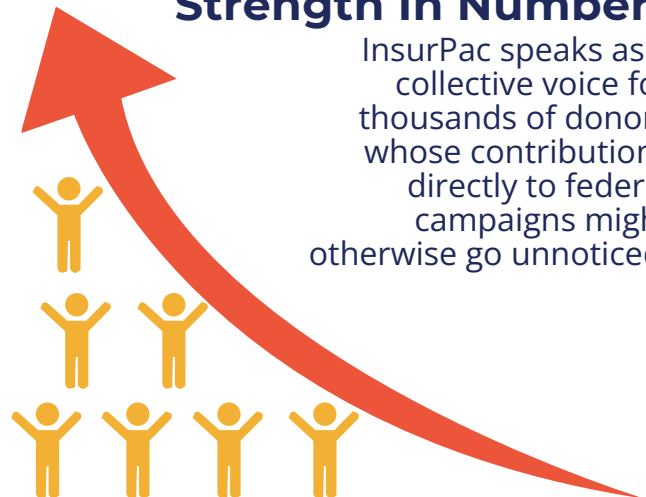 Strength in Number
InsurPac speaks as
collective voice fo
thousands of donor
whose contribution
directly to feder
campaigns migh
otherwise go unnoticed